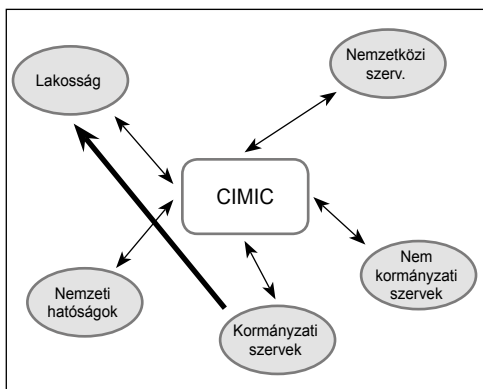 Nemzetközi
szerv.
Lakosság
CIMIC
Nem
kormányzati
szervek
Nemzeti
hatóságok
Kormányzati
szervek